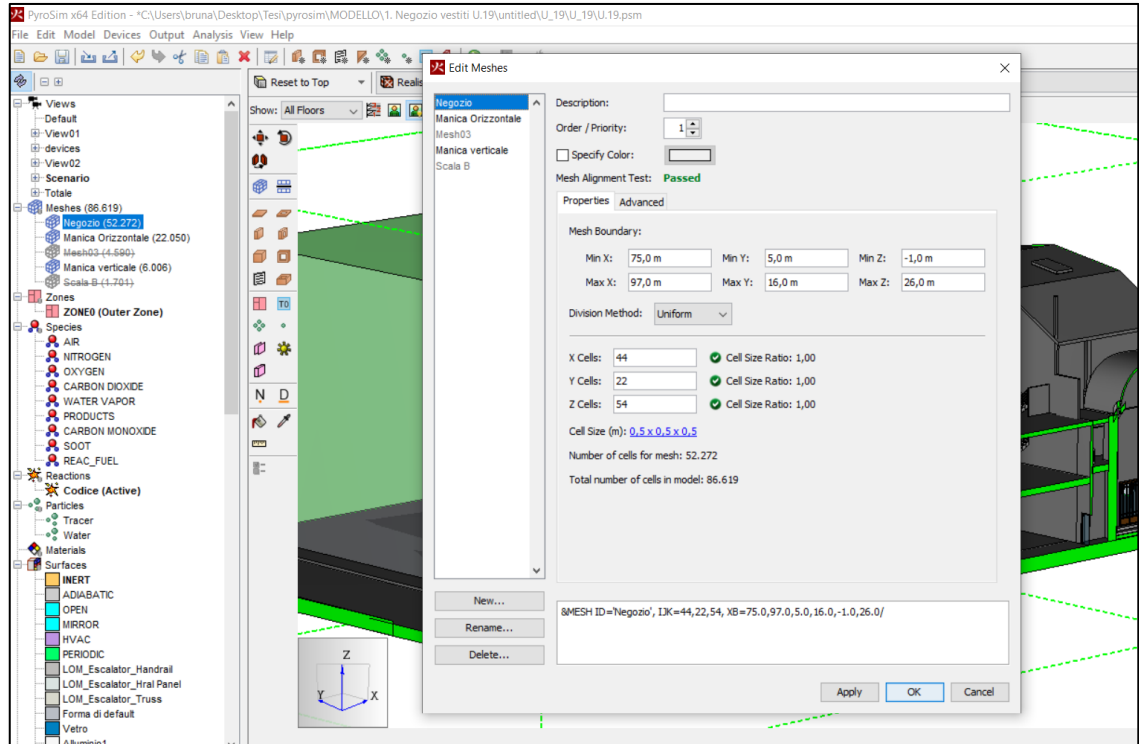 PyroSim x64 Edition - *C:\Users\bruna\Desktop\Tesi\pyrosim\MODELLO\1. Negozio vestiti U.19\untitled\U_19\U_19\U.19.psm
File Edit Model Devices Output Analysis View Help
Reset to Top
Realis
Show: All Floors
Views
Default
View01
devices
View02
Scenario
Totale
Meshes (86.619)
Negozio (52.272)
Manica Orizzontale (22.050)
Mesh03 (4.590)
Manica verticale (6.006)
Scala B (1.701)
Zones
ZONE0 (Outer Zone)
Species
AIR
NITROGEN
OXYGEN
CARBON DIOXIDE
WATER VAPOR
PRODUCTS
CARBON MONOXIDE
SOOT
REAC_FUEL
Reactions
Codice (Active)
Particles
Tracer
Water
Materials
Surfaces
INERT
ADIABATIC
OPEN
MIRROR
HVAC
PERIODIC
LOM_Escalator_Handrail
LOM_Escalator_Hral Panel
LOM_Escalator_Truss
Forma di default
Vetro
Alluminio1
T0
N D
Z
Y X
Edit Meshes
Negozio
Manica Orizzontale
Mesh03
Manica verticale
Scala B
New...
Rename...
Delete...
Description:
Order / Priority: 1
Specify Color:
Mesh Alignment Test: Passed
Properties Advanced
Mesh Boundary:
Min X: 75,0 m Min Y: 5,0 m Min Z: -1,0 m
Max X: 97,0 m Max Y: 16,0 m Max Z: 26,0 m
Division Method: Uniform
X Cells: 44 Cell Size Ratio: 1,00
Y Cells: 22 Cell Size Ratio: 1,00
Z Cells: 54 Cell Size Ratio: 1,00
Cell Size (m): 0,5 x 0,5 x 0,5
Number of cells for mesh: 52.272
Total number of cells in model: 86.619
&MESH ID='Negozio', IJK=44,22,54, XB=75.0,97.0,5.0,16.0,-1.0,26.0/
Apply OK Cancel